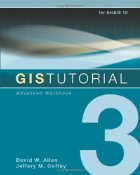 for ArcGIS 10
GISTUTORIAL
Advanced Workbook
3
David W. Allen
Jeffery M. Coffey